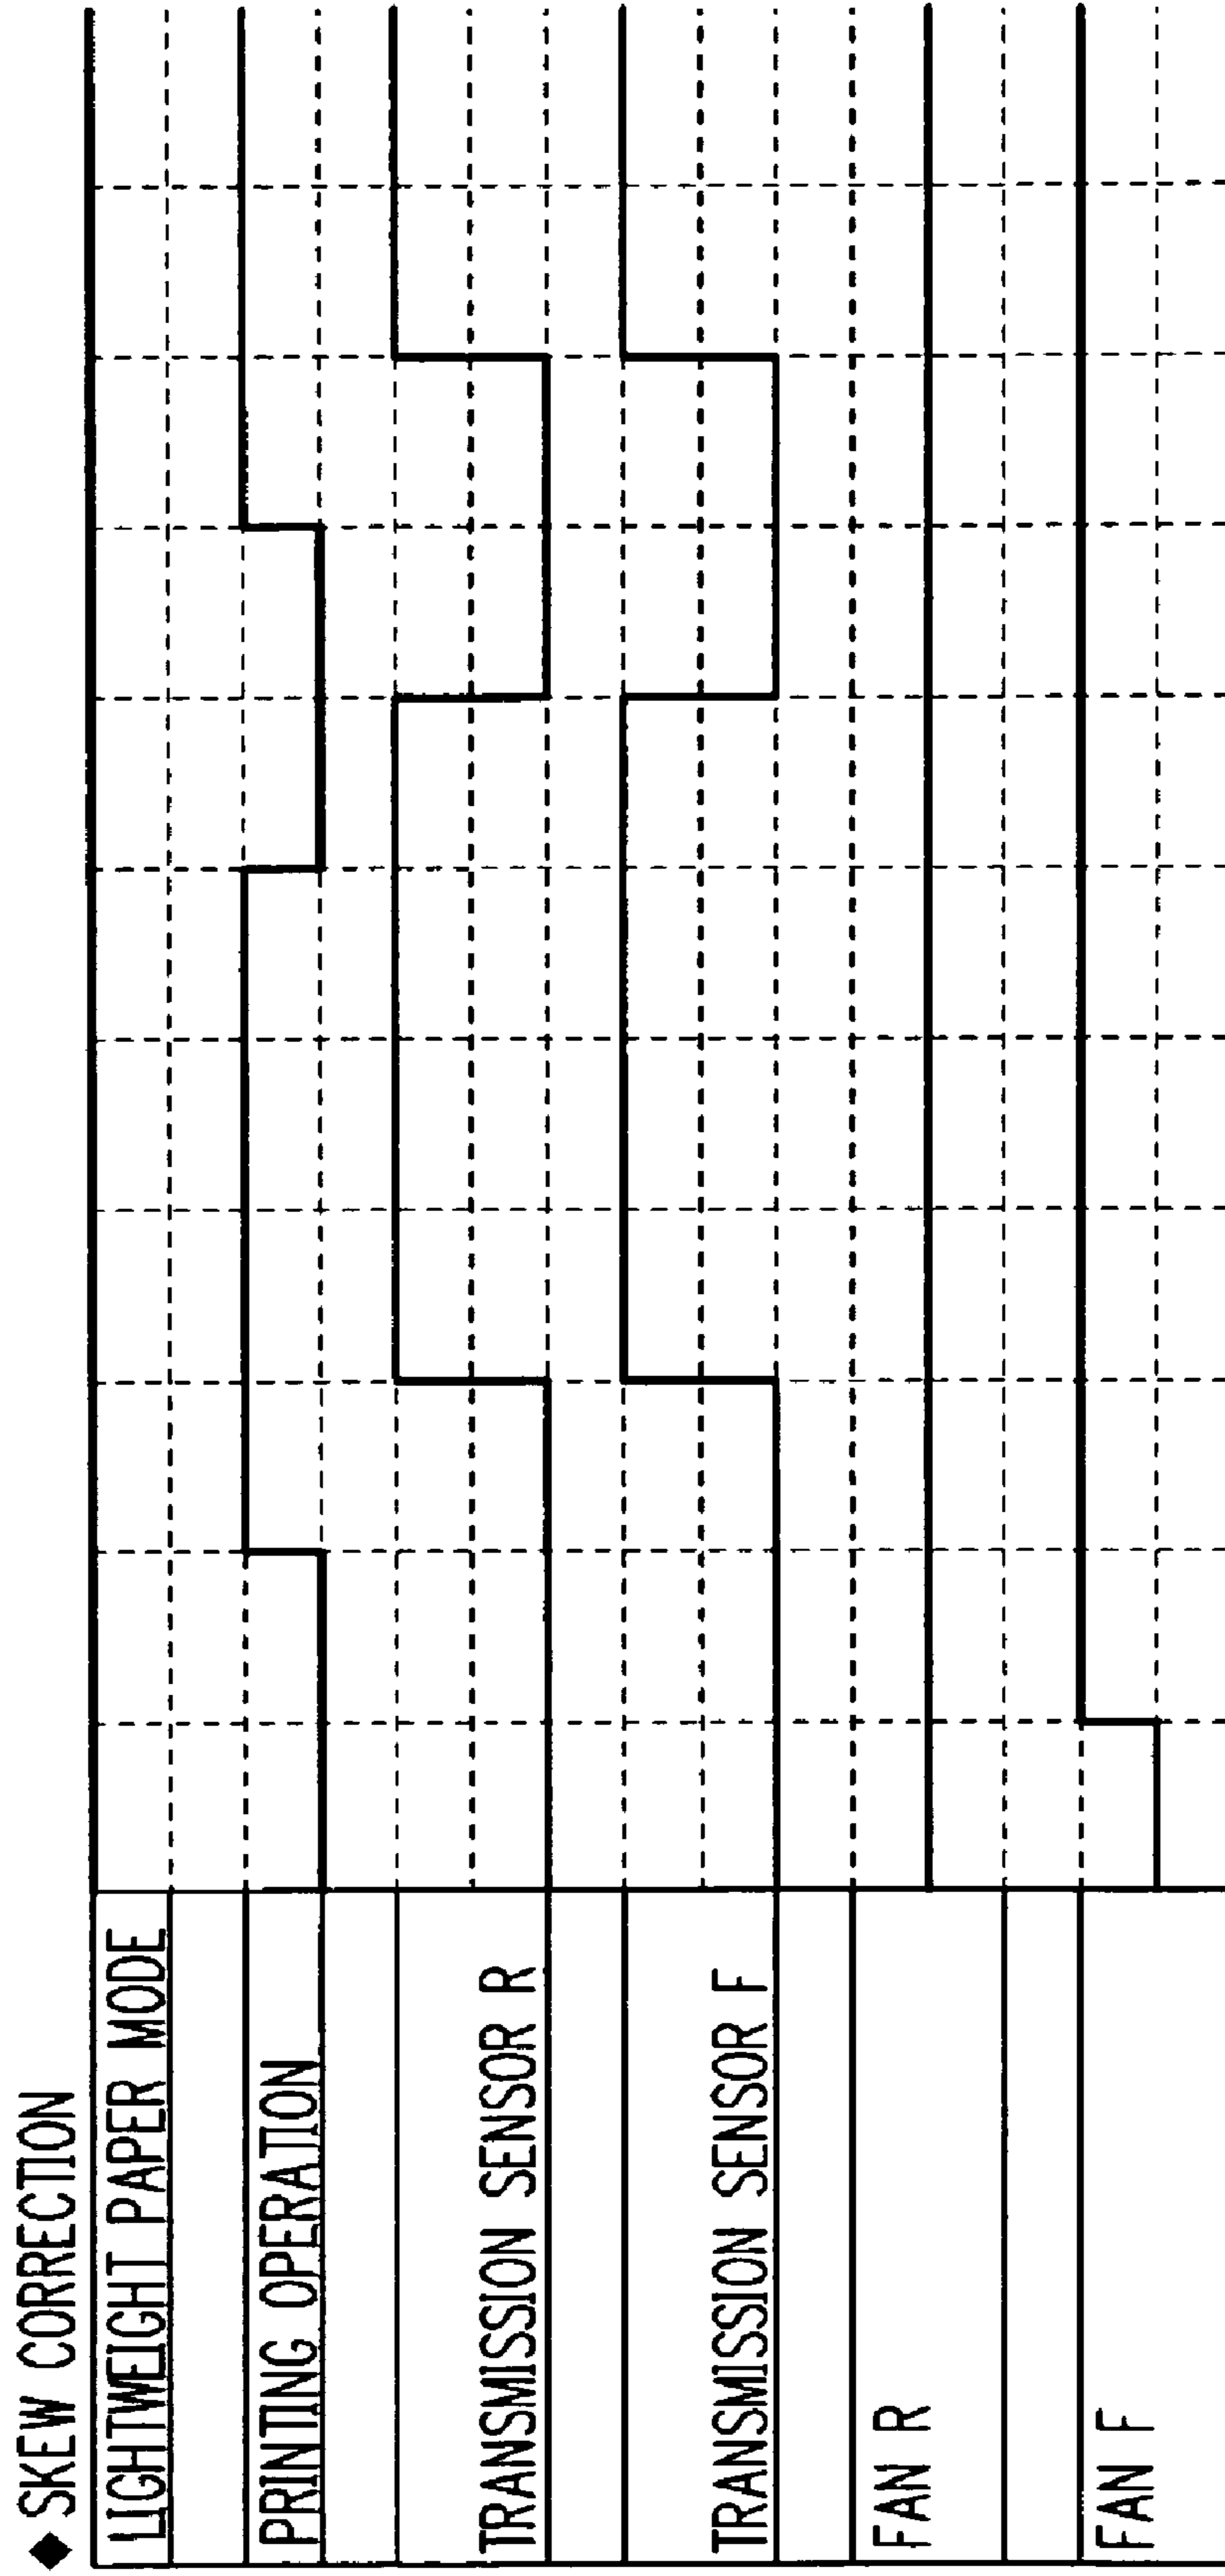 ◆ SKEW CORRECTION
LIGHTWEIGHT PAPER MODE
PRINTING OPERATION
TRANSMISSION SENSOR R
TRANSMISSION SENSOR F
FAN R
FAN F